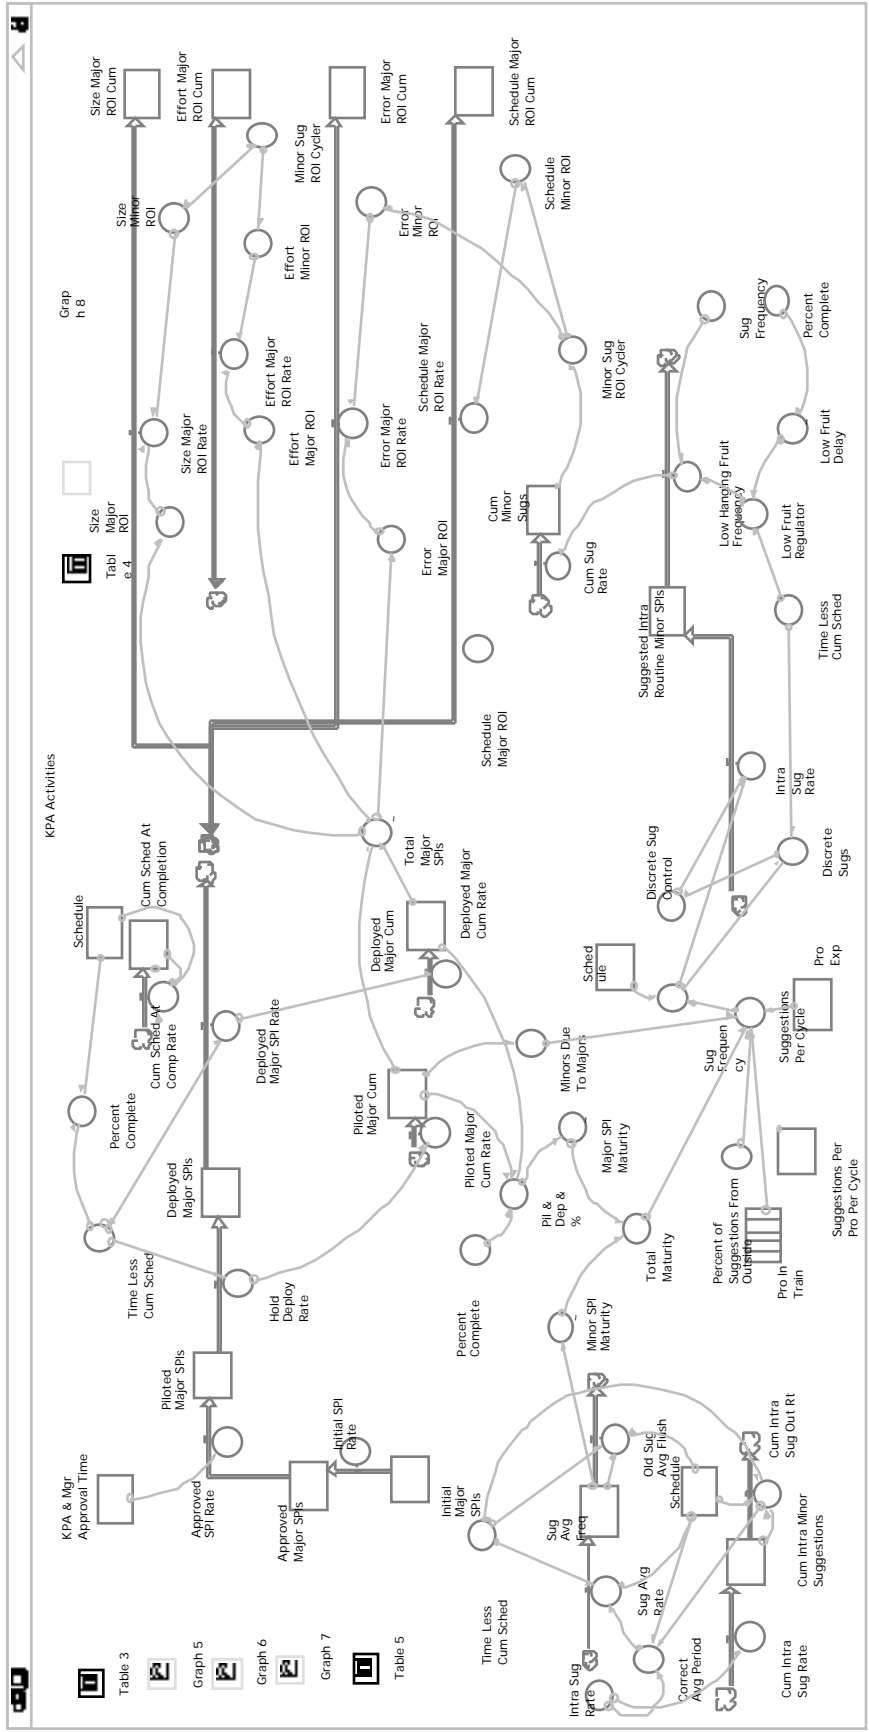 KPA Activities
Table 3
Graph 5
Graph 6
Graph 7
Table 5
Grap
h 8
Tabl
e 4
KPA & Mgr
Approval Time
Approved
SPI Rate
Approved
Major SPIs
Initial SPI
Rate
Initial
Major
SPIs
Piloted
Major SPIs
Time Less
Cum Sched
Hold
Deploy
Rate
Deployed
Major SPIs
Percent
Complete
Schedule
Cum Sched At
Completion
Cum Sched At
Comp Rate
Deployed
Major SPI Rate
Piloted
Major Cum
Piloted Major
Cum Rate
Deployed
Major Cum
Deployed Major
Cum Rate
Total
Major
SPIs
Size
Major
ROI
Size Major
ROI Rate
Size
Minor
ROI
Size Major
ROI Cum
Effort Major
ROI Cum
Effort
Minor ROI
Effort Major
ROI Rate
Effort
Major ROI
Minor Sug
ROI Cycler
Error Major
ROI Cum
Error
Minor
ROI
Error Major
ROI Rate
Error
Major ROI
Schedule Major
ROI Cum
Schedule Major
ROI Rate
Schedule
Major ROI
Schedule
Minor ROI
Minor Sug
ROI Cycler
Cum
Minor
Sugs
Cum Sug
Rate
Percent
Complete
Pil &
Dep &
%
Major SPI
Maturity
Minors Due
To Majors
Minor SPI
Maturity
Total
Maturity
Time Less
Cum Sched
Sug
Avg
Freq
Old Sug
Avg Flush
Schedule
Sug Avg
Rate
Intra Sug
Rate
Correct
Avg Period
Cum Intra
Sug Rate
Cum Intra Minor
Suggestions
Cum Intra
Sug Out Rt
Percent of
Suggestions From
Outside
Pro In
Train
Suggestions Per
Pro Per Cycle
Sug
Frequen
cy
Suggestions
Per Cycle
Pro
Exp
Sched
ule
Discrete Sug
Control
Discrete
Sugs
Intra
Sug
Rate
Suggested Intra
Routine Minor SPIs
Time Less
Cum Sched
Low Hanging Fruit
Frequency
Low Fruit
Regulator
Low Fruit
Delay
Sug
Frequency
Percent
Complete